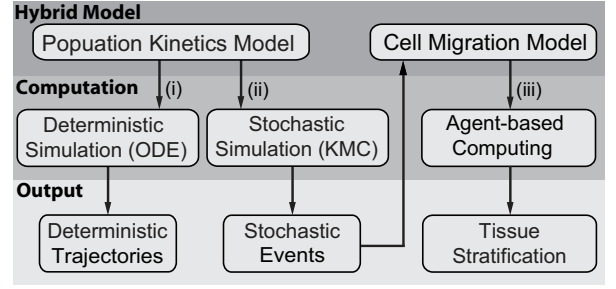 Hybrid Model
Popuation Kinetics Model
Cell Migration Model
Computation
(i)
(ii)
(iii)
Deterministic
Simulation (ODE)
Stochastic
Simulation (KMC)
Agent-based
Computing
Output
Deterministic
Trajectories
Stochastic
Events
Tissue
Stratification